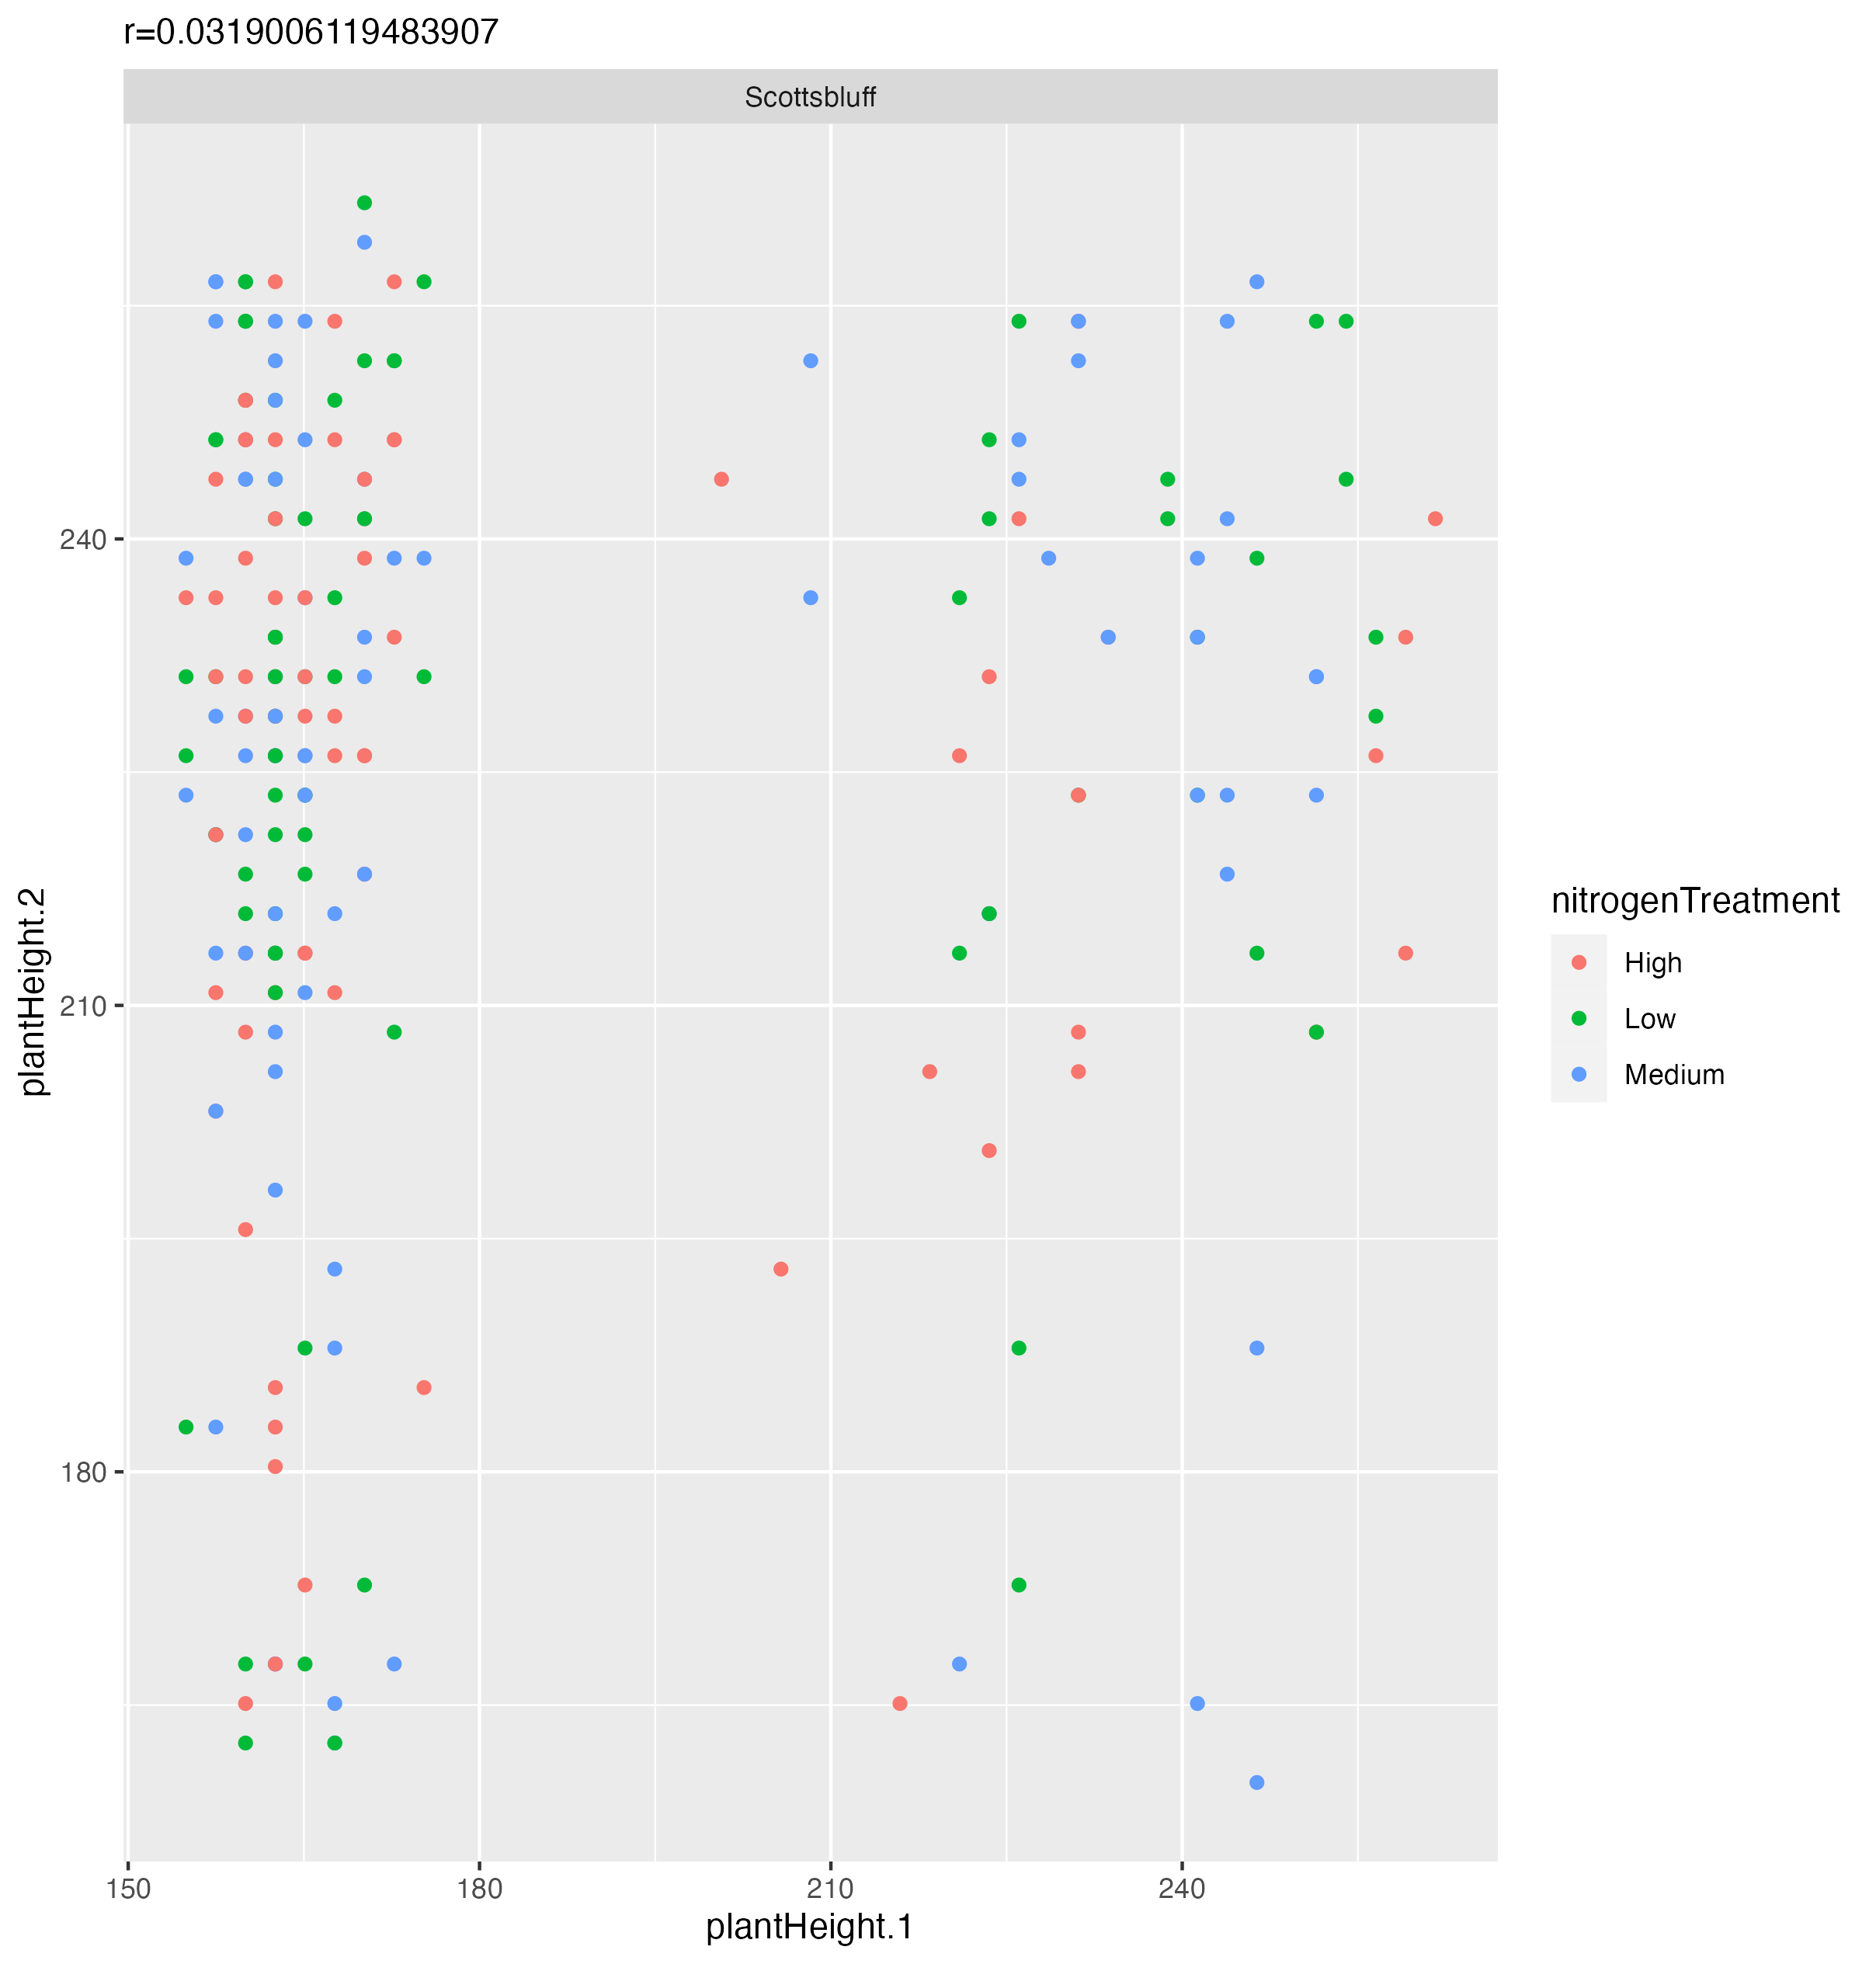 r=0.0319006119483907
Scottsbluff
240
210
180
150
180
210
240
plantHeight.2
plantHeight.1
nitrogenTreatment
High
Low
Medium